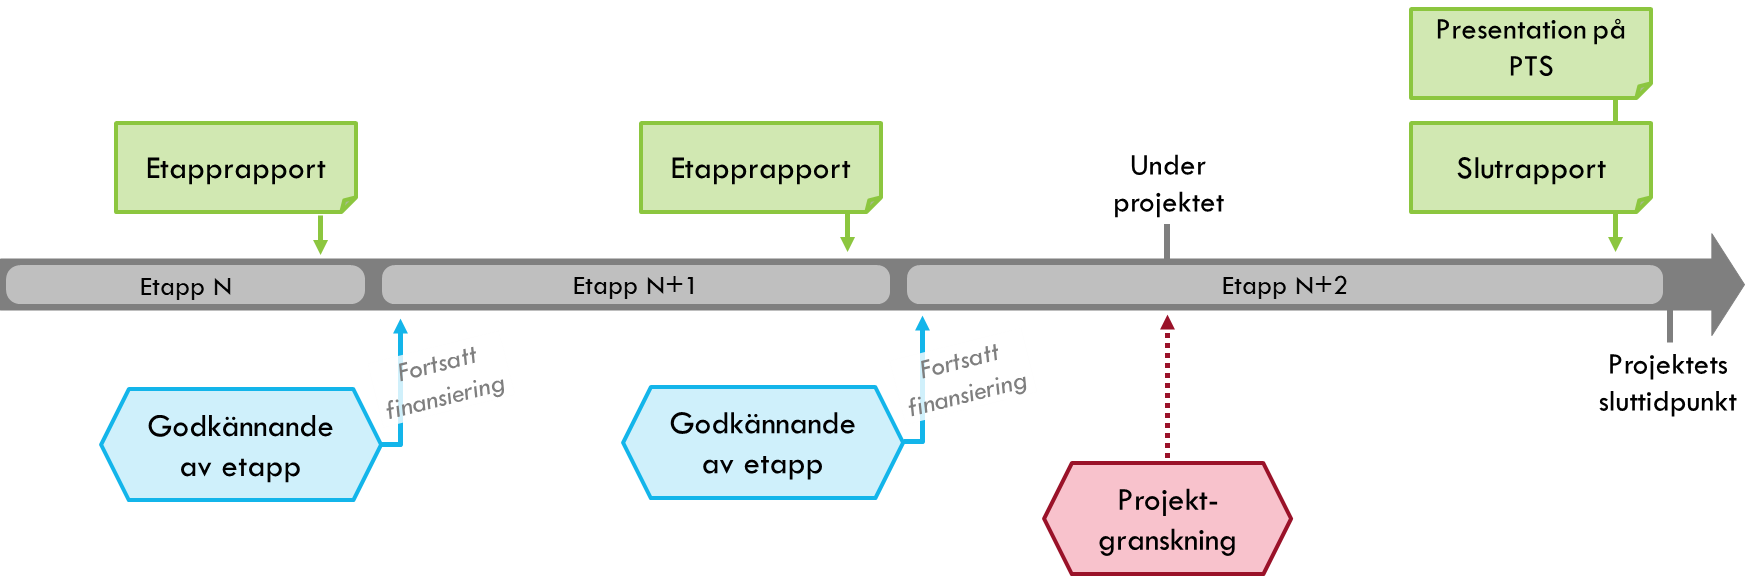 Presentation på
PTS
Etapprapport
Etapprapport
Under
projektet
Slutrapport
Etapp N
Etapp N+1
Etapp N+2
Fortsatt
finansiering
Fortsatt
finansiering
Projektets
sluttidpunkt
Godkännande
av etapp
Godkännande
av etapp
Projekt-
granskning